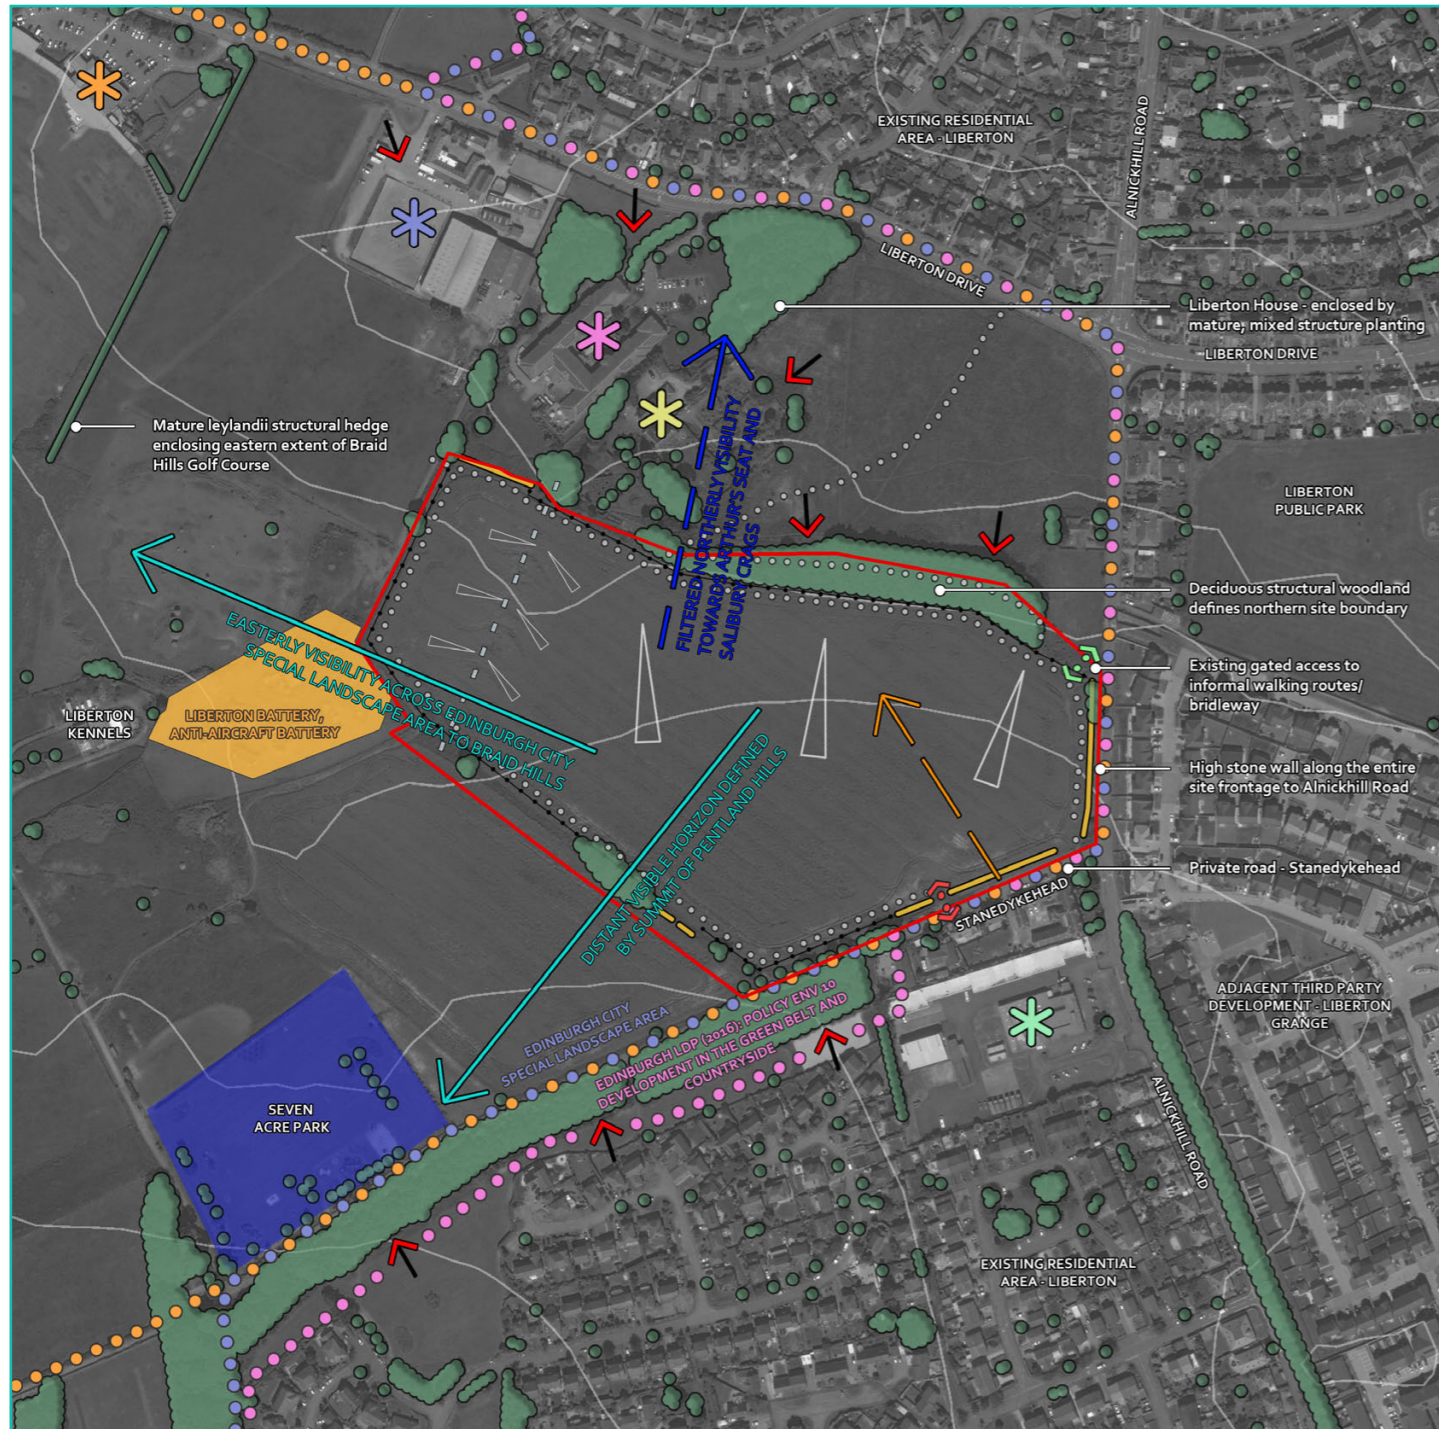 EXISTING RESIDENTIAL
AREA - LIBERTON
ALNICKHILL ROAD
LIBERTON DRIVE
Liberton House - enclosed by
mature, mixed structure planting
LIBERTON DRIVE
Mature leylandii structural hedge
enclosing eastern extent of Braid
Hills Golf Course
FILTERED NORTHERLY VISIBILITY
TOWARDS ARTHUR'S SEAT AND
SALIBURY CRAGS
LIBERTON
PUBLIC PARK
Deciduous structural woodland
defines northern site boundary
EASTERLY VISIBILITY ACROSS EDINBURGH CITY
SPECIAL LANDSCAPE AREA TO BRAID HILLS
Existing gated access to
informal walking routes/
bridleway
LIBERTON
KENNELS
LIBERTON BATTERY,
ANTI-AIRCRAFT BATTERY
High stone wall along the entire
site frontage to Alnickhill Road
DISTANT VISIBLE HORIZON DEFINED
BY SUMMIT OF PENTLAND HILLS
Private road - Stanedykehead
STANEDYKEHEAD
ADJACENT THIRD PARTY
DEVELOPMENT - LIBERTON
GRANGE
EDINBURGH CITY
SPECIAL LANDSCAPE AREA
EDINBURGH LDP (2016): POLICY ENV 10
DEVELOPMENT IN THE GREEN BELT AND
COUNTRYSIDE
SEVEN
ACRE PARK
ALNICKHILL ROAD
EXISTING RESIDENTIAL
AREA - LIBERTON